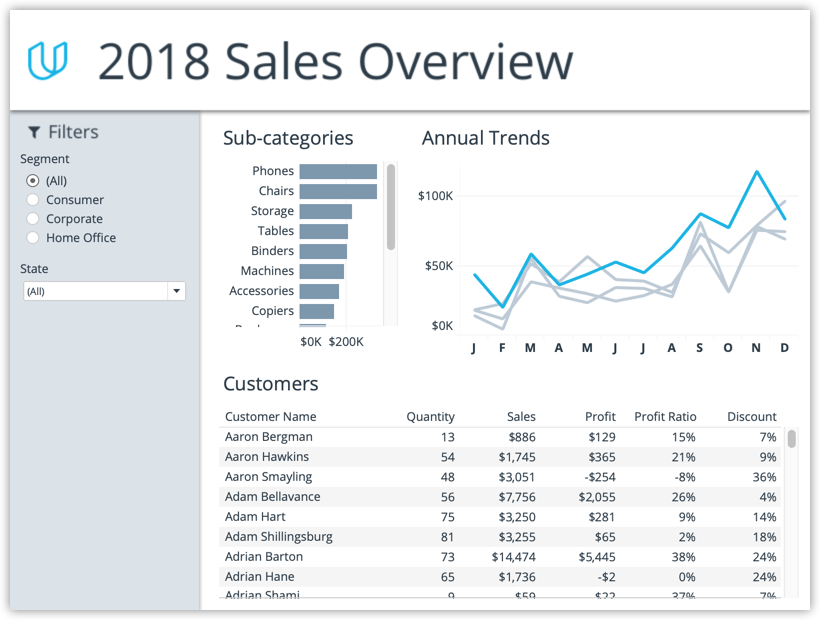 2018 Sales Overview
Filters
Segment
(All)
Consumer
Corporate
Home Office
State
(All)
Sub-categories
Phones
Chairs
Storage
Tables
Binders
Machines
Accessories
Copiers
$0K $200K
Annual Trends
$100K
$50K
$0K
J F M A M J J A S O N D
Customers
Customer Name Quantity Sales Profit Profit Ratio Discount
Aaron Bergman 13 $886 $129 15% 7%
Aaron Hawkins 54 $1,745 $365 21% 9%
Aaron Smayling 48 $3,051 -$254 -8% 36%
Adam Bellavance 56 $7,756 $2,055 26% 4%
Adam Hart 75 $3,250 $281 9% 14%
Adam Shillingsburg 81 $3,255 $65 2% 18%
Adrian Barton 73 $14,474 $5,445 38% 24%
Adrian Hane 65 $1,736 -$2 0% 24%
Adrian Shami 9 $59 $22 37% 7%